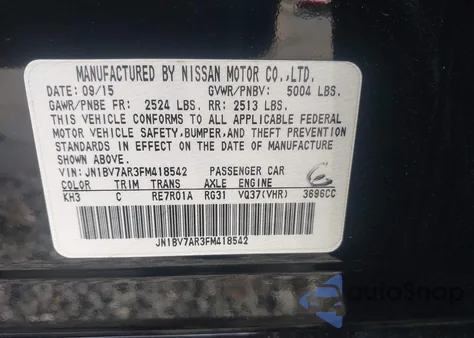 MANUFACTURED BY NISSAN MOTOR CO.,LTD.
DATE: 09/15 GVWR/PNBV: 5004 LBS.
GAWR/PNBE FR: 2524 LBS. RR: 2513 LBS.
THIS VEHICLE CONFORMS TO ALL APPLICABLE FEDERAL
MOTOR VEHICLE SAFETY, BUMPER, AND THEFT PREVENTION
STANDARDS IN EFFECT ON THE DATE OF MANUFACTURE
SHOWN ABOVE.
VIN: JN1BV7AR3FM418542 PASSENGER CAR
COLOR TRIM TRANS AXLE ENGINE
KH3 C RE7R01A RG31 VQ37(VHR) 3696CC
JN1BV7AR3FM418542
autoSnap